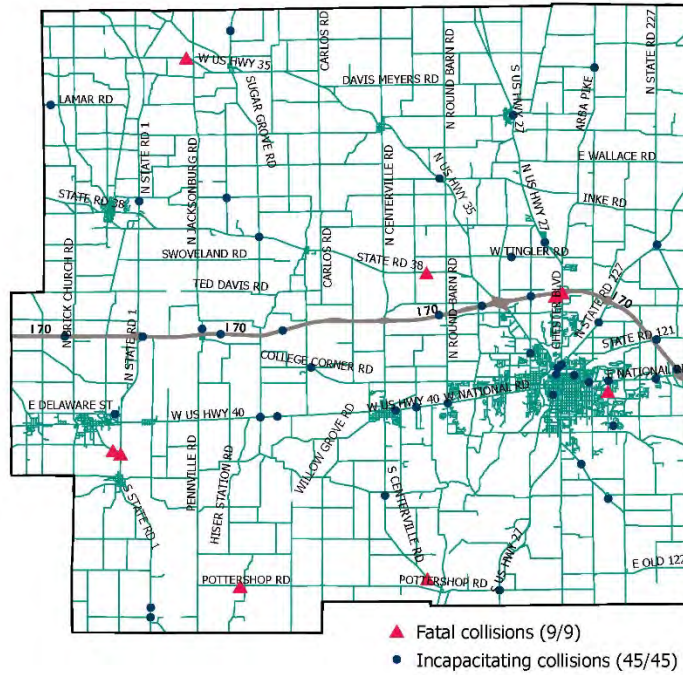 W US HWY 35
CARLOS RD
N ROUND BARN RD
S US HWY 27
N STATE RD 227
DAVIS MEYERS RD
SUGAR GROVE RD
ARBA PIKE
LAMAR RD
N STATE RD 1
N JACKSONBURG RD
N CENTERVILLE RD
N US HWY 35
N US HWY 27
E WALLACE RD
INKE RD
STATE RD 38
SWOVELAND RD
CARLOS RD
STATE RD 38
W TINGLER RD
TED DAVIS RD
N ROUND BARN RD
CHESTER BLVD
N STATE RD 227
I 70
I 70
I 70
I 70
N STATE RD 1
STATE RD 121
COLLEGE CORNER RD
E NATIONAL
E DELAWARE ST
W US HWY 40
W US HWY 40
W NATIONAL RD
WILLOW GROVE RD
PENNVILLE RD
HISER STATION RD
S STATE RD 1
S CENTERVILLE RD
S US HWY 27
POTTERSHOP RD
POTTERSHOP RD
E OLD 122
Fatal collisions (9/9)
Incapacitating collisions (45/45)